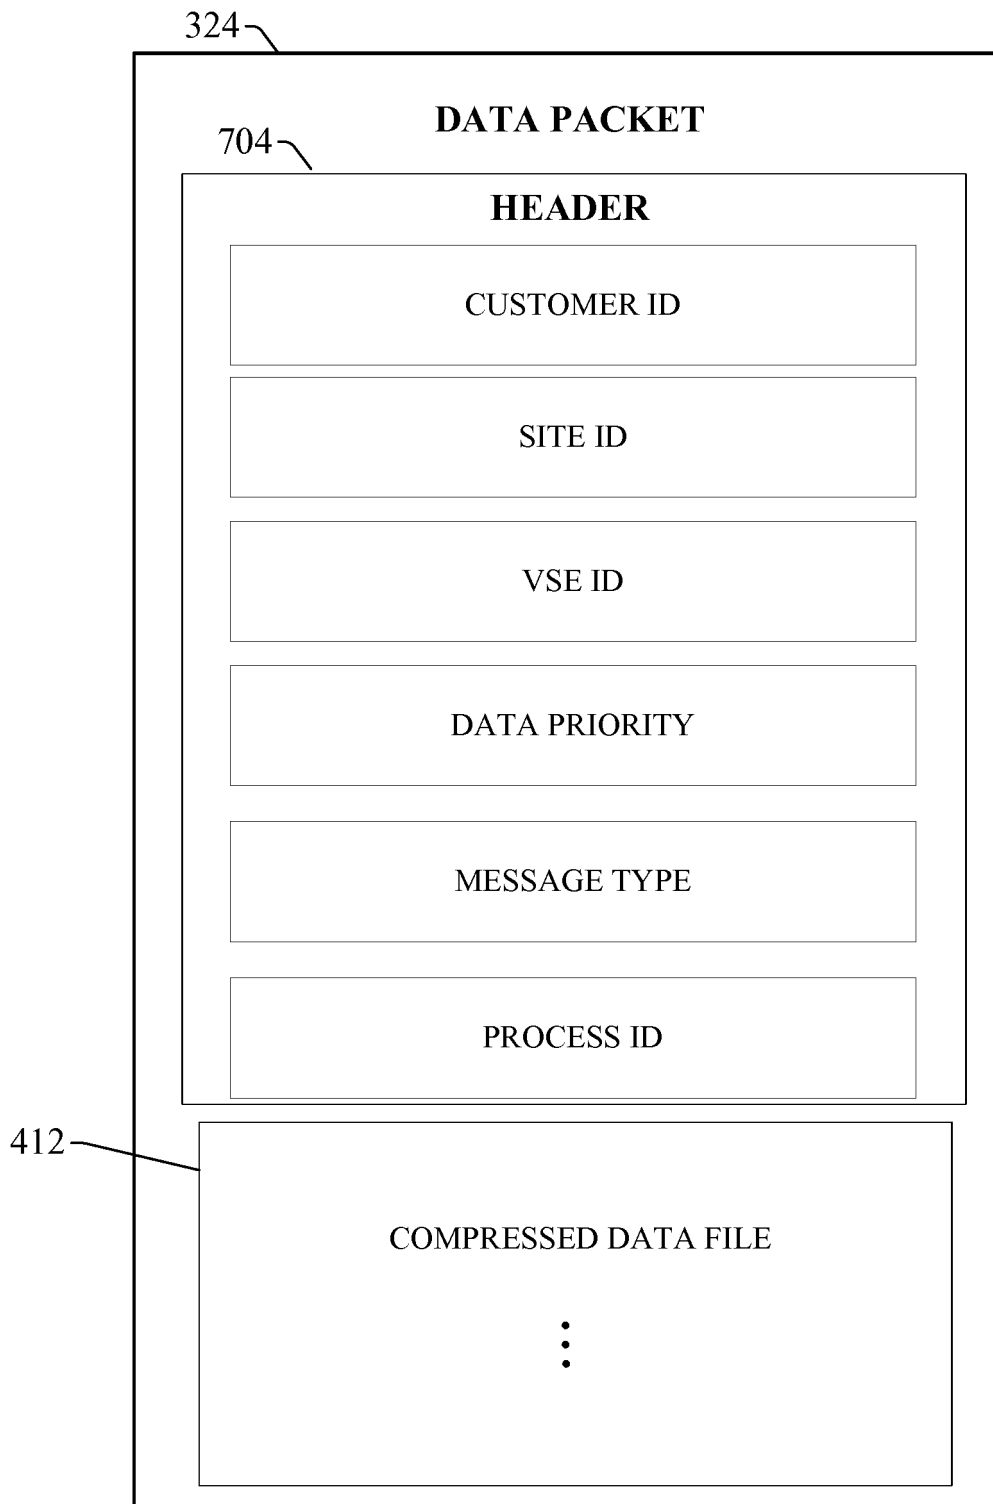 324
DATA PACKET
704
HEADER
CUSTOMER ID
SITE ID
VSE ID
DATA PRIORITY
MESSAGE TYPE
PROCESS ID
412
COMPRESSED DATA FILE